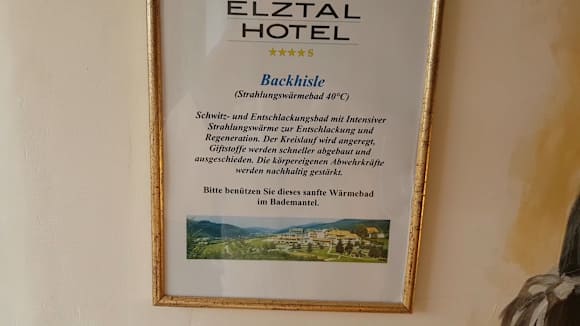 ELZTAL
HOTEL
★★★★S
Backhisle
(Strahlungswärmebad 40°C)
Schwitz- und Entschlackungsbad mit Intensiver
Strahlungswärme zur Entschlackung und
Regeneration. Der Kreislauf wird angeregt,
Giftstoffe werden schneller abgebaut und
ausgeschieden. Die körpereigenen Abwehrkräfte
werden nachhaltig gestärkt.
Bitte benützen Sie dieses sanfte Wärmebad
im Bademantel.